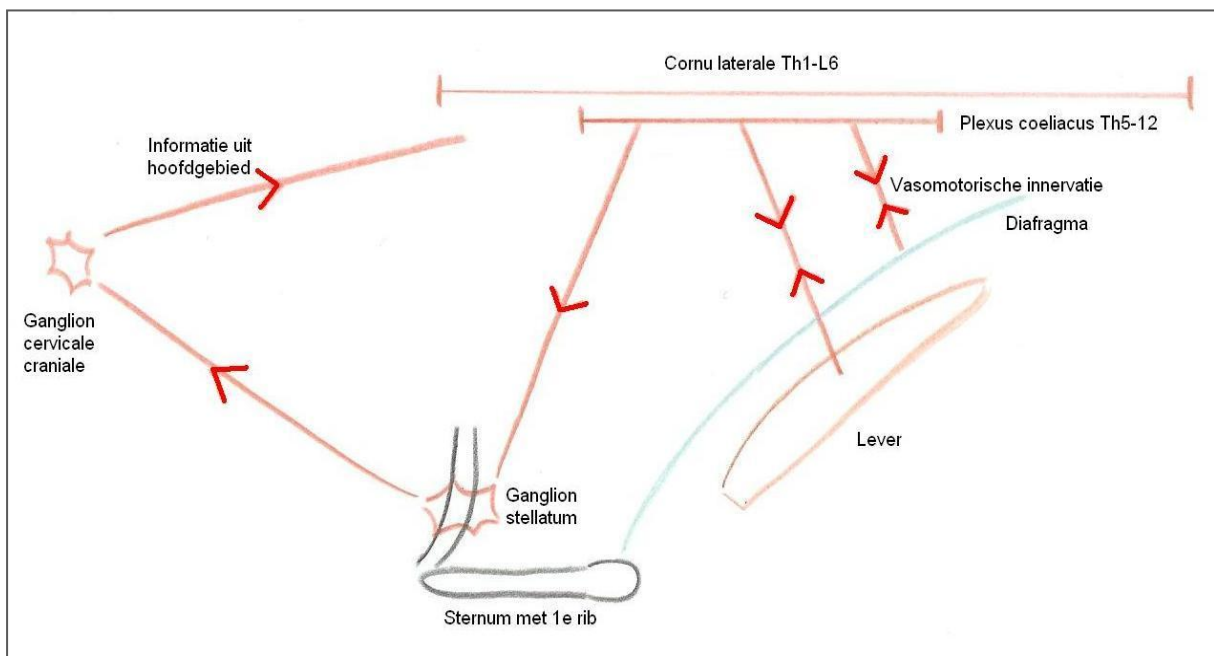 Cornu laterale Th1-L6
Plexus coeliacus Th5-12
Informatie uit
hoofdgebied
Vasomotorische innervatie
Diafragma
Ganglion
cervicale
craniale
Lever
Ganglion
stellatum
Sternum met 1e rib